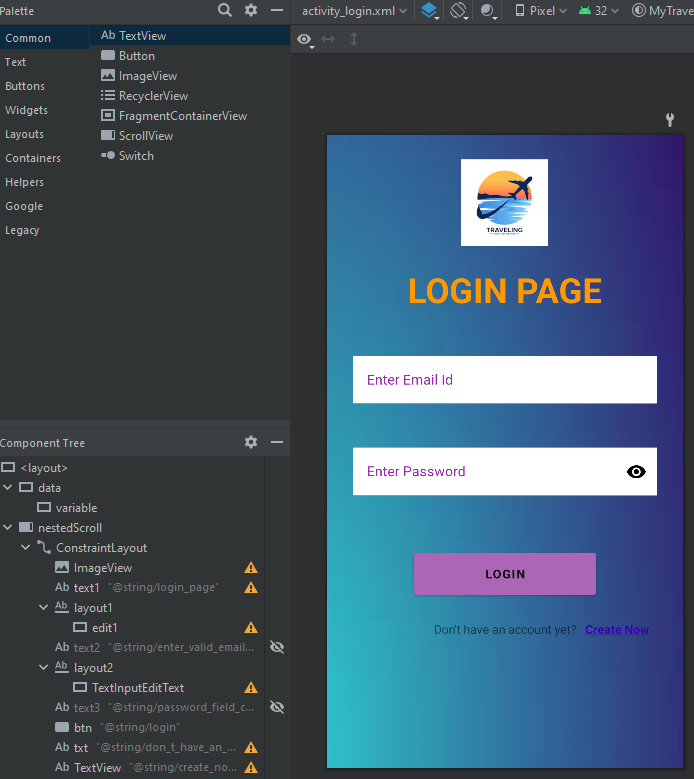 Palette
activity_login.xml
Pixel
32
MyTrave
Common
Text
Buttons
Widgets
Layouts
Containers
Helpers
Google
Legacy
Ab TextView
Button
ImageView
RecyclerView
FragmentContainerView
ScrollView
Switch
Component Tree
<layout>
data
variable
nestedScroll
ConstraintLayout
ImageView
Ab text1 "@string/login_page"
Ab layout1
edit1
Ab text2 "@string/enter_valid_email...
Ab layout2
TextInputEditText
Ab text3 "@string/password_field_c...
btn "@string/login"
Ab txt "@string/don_t_have_an_...
Ab TextView "@string/create_no...
TRAVELING
LOGIN PAGE
Enter Email Id
Enter Password
LOGIN
Don't have an account yet? Create Now